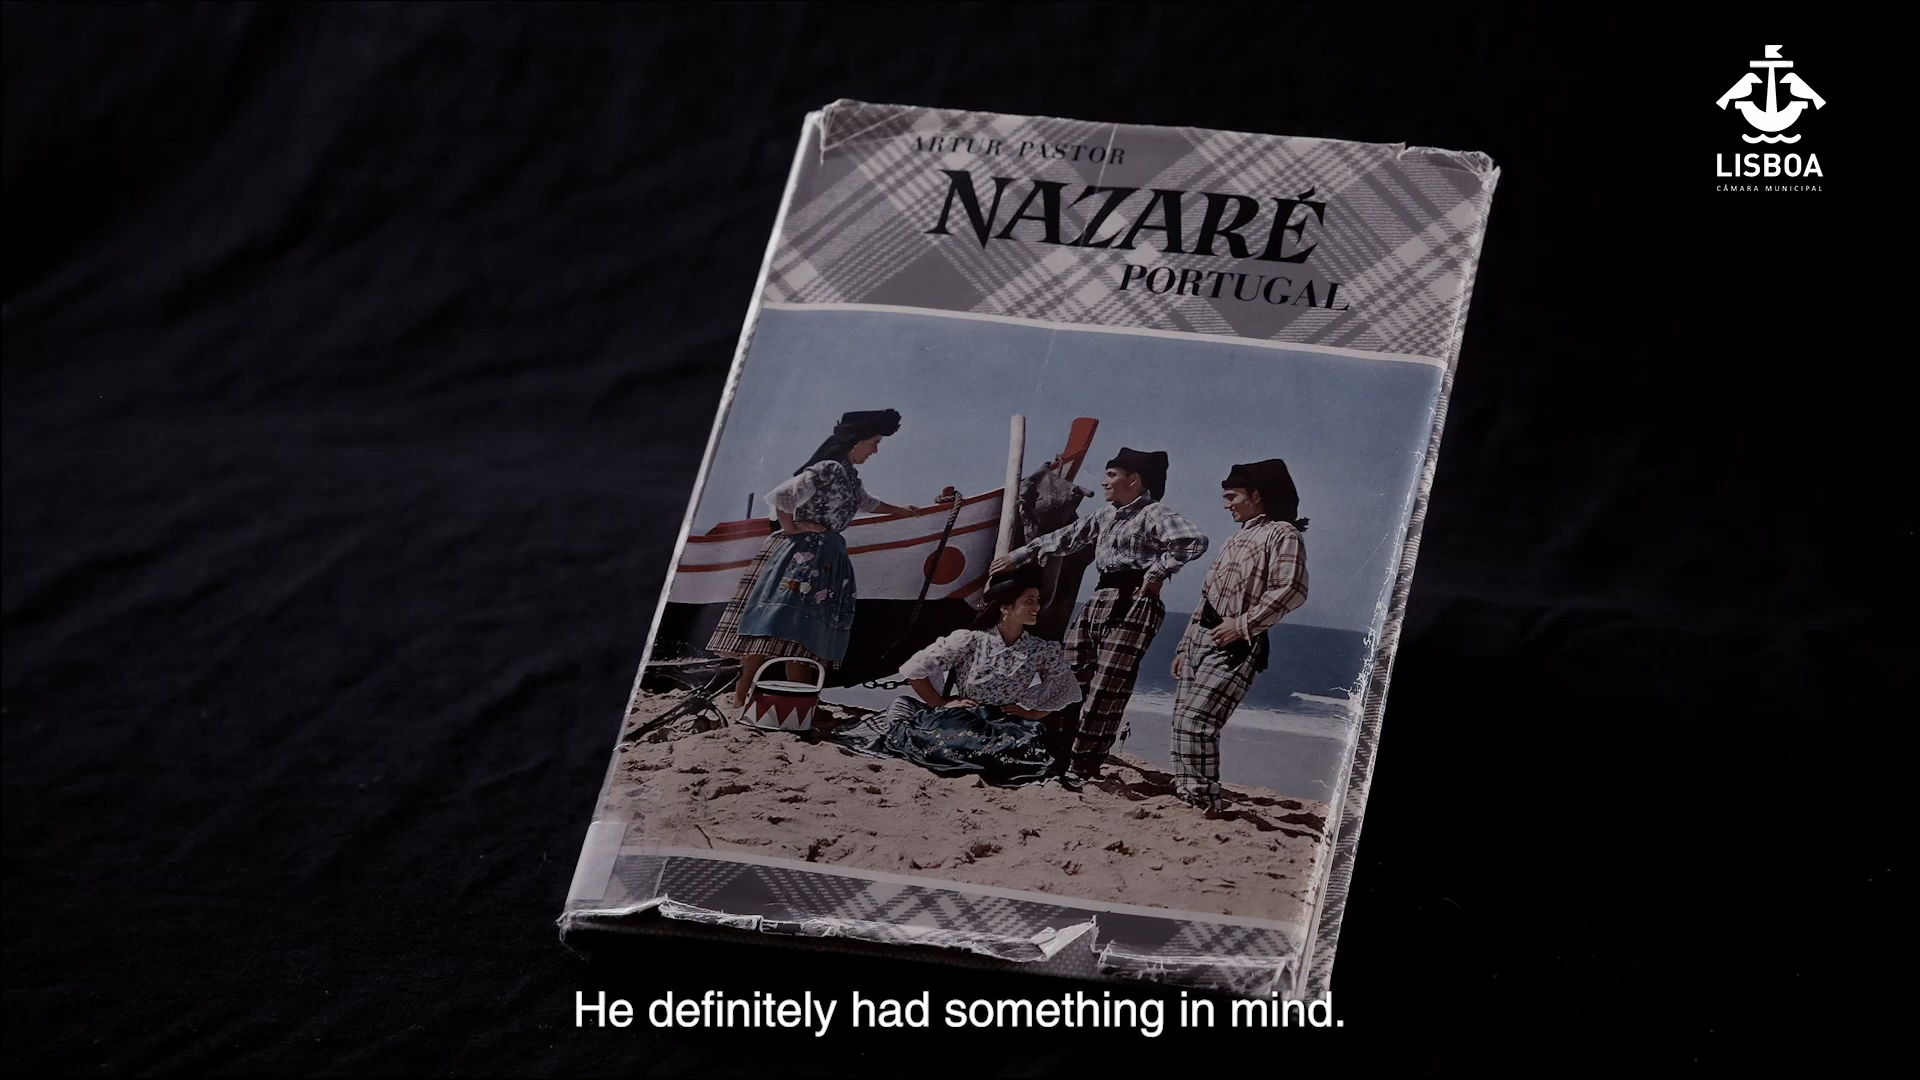 LISBOA
CÂMARA MUNICIPAL
ARTUR PASTOR
NAZARÉ
PORTUGAL
He definitely had something in mind.